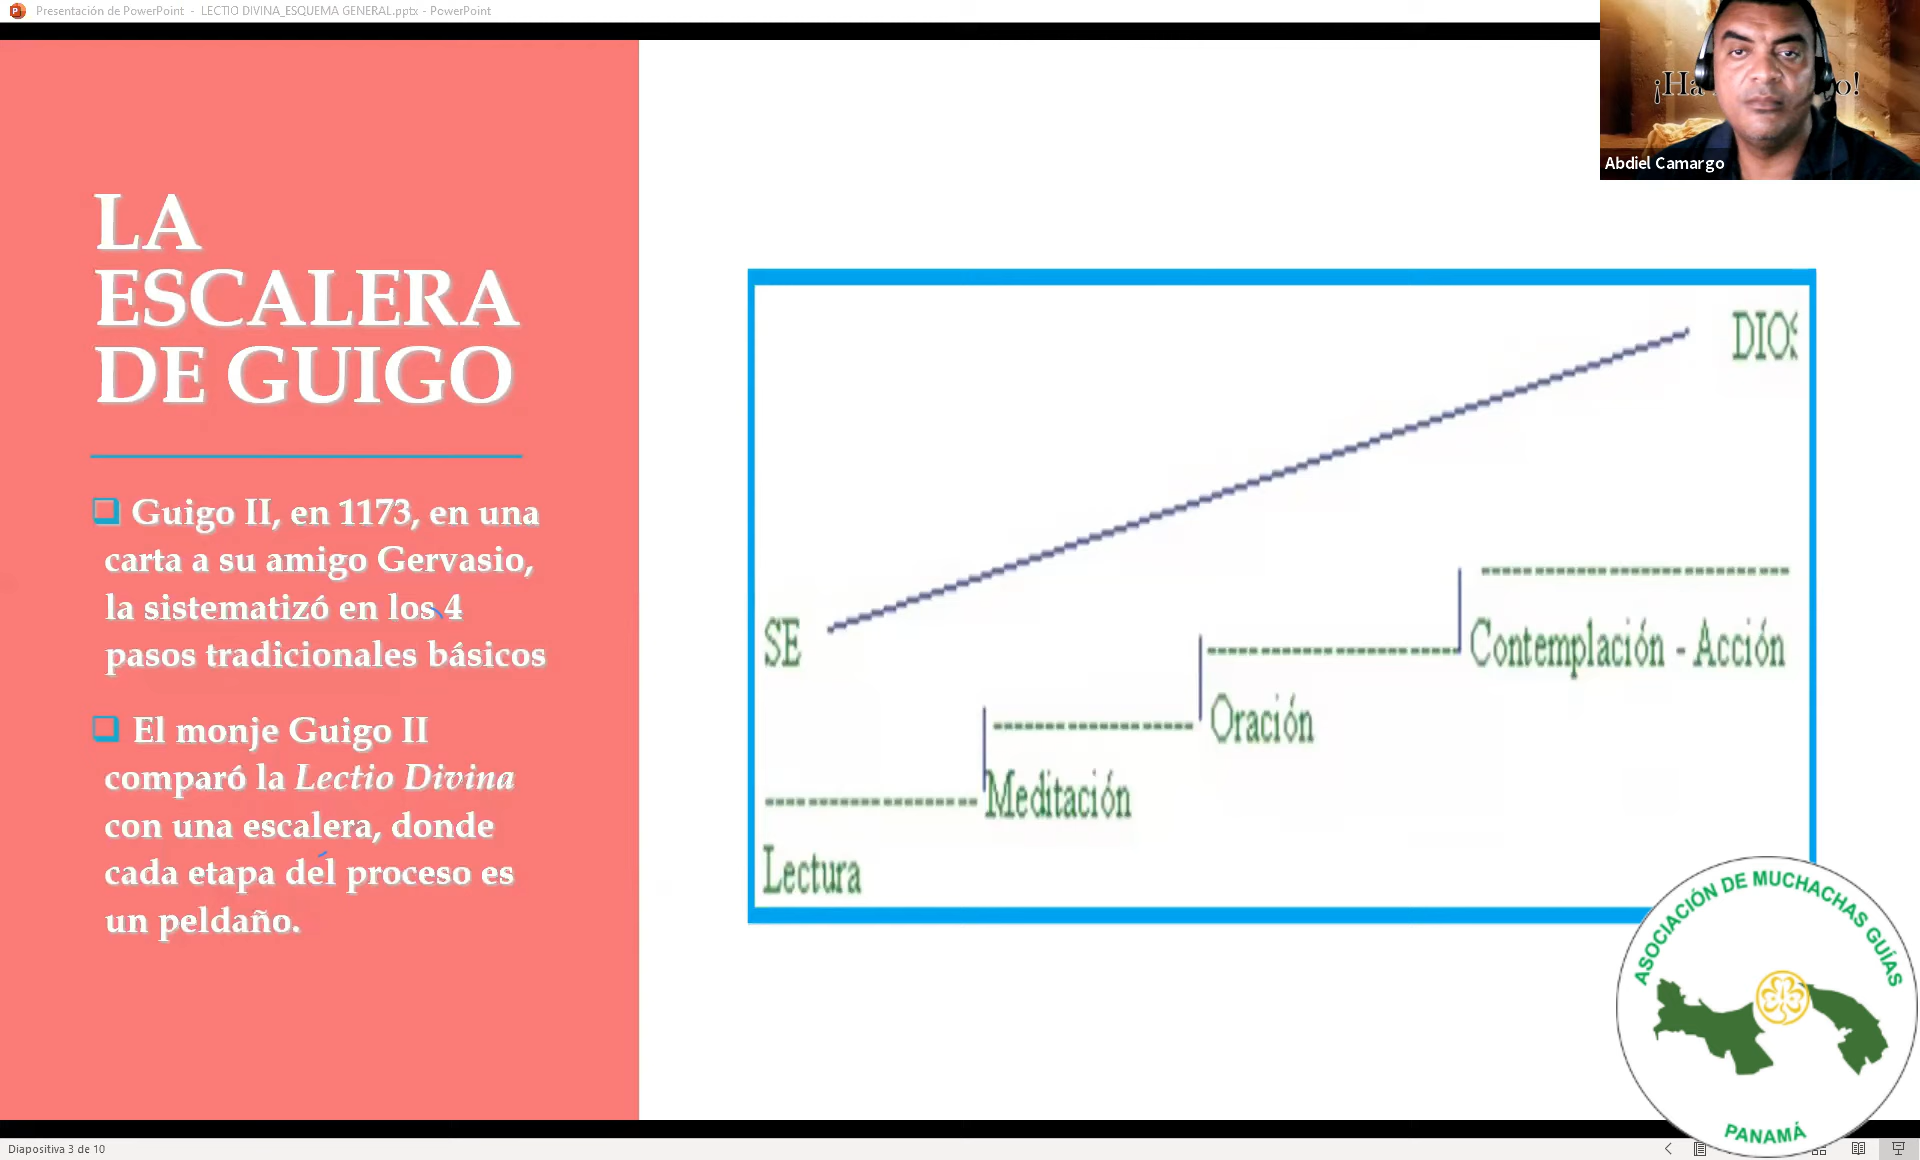 Presentación de PowerPoint - LECTIO DIVINA_ESQUEMA GENERAL.pptx - PowerPoint
Abdiel Camargo
LA
ESCALERA
DE GUIGO
Guigo II, en 1173, en una
carta a su amigo Gervasio,
la sistematizó en los 4
pasos tradicionales básicos
El monje Guigo II
comparó la Lectio Divina
con una escalera, donde
cada etapa del proceso es
un peldaño.
DIOS
SE
Contemplación - Acción
Oración
Meditación
Lectura
ASOCIACIÓN DE MUCHACHAS GUÍAS
PANAMÁ
Diapositiva 3 de 10